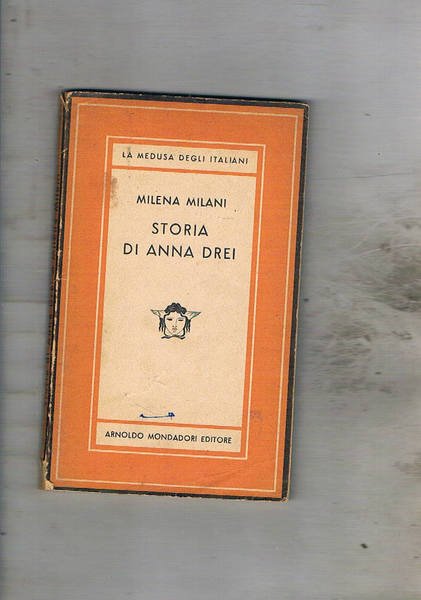 LA MEDUSA DEGLI ITALIANI
MILENA MILANI
STORIA
DI ANNA DREI
ARNOLDO MONDADORI EDITORE